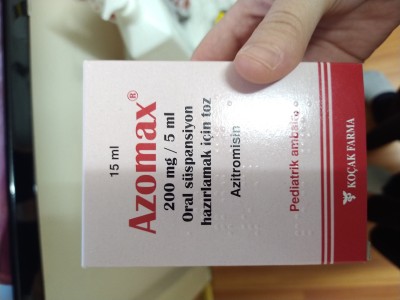 15 ml
Azomax®
200 mg / 5 ml
Oral süspansiyon
hazırlamak için toz
Azitromisin
Pediatrik ambalaj
KOÇAK FARMA